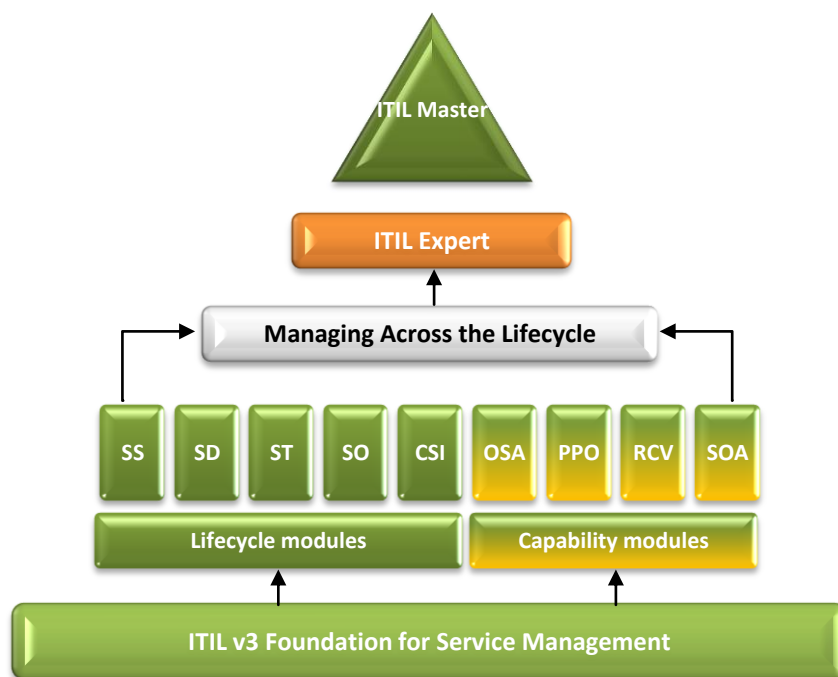 ITIL Master
ITIL Expert
Managing Across the Lifecycle
SS SD ST SO CSI OSA PPO RCV SOA
Lifecycle modules Capability modules
ITIL v3 Foundation for Service Management